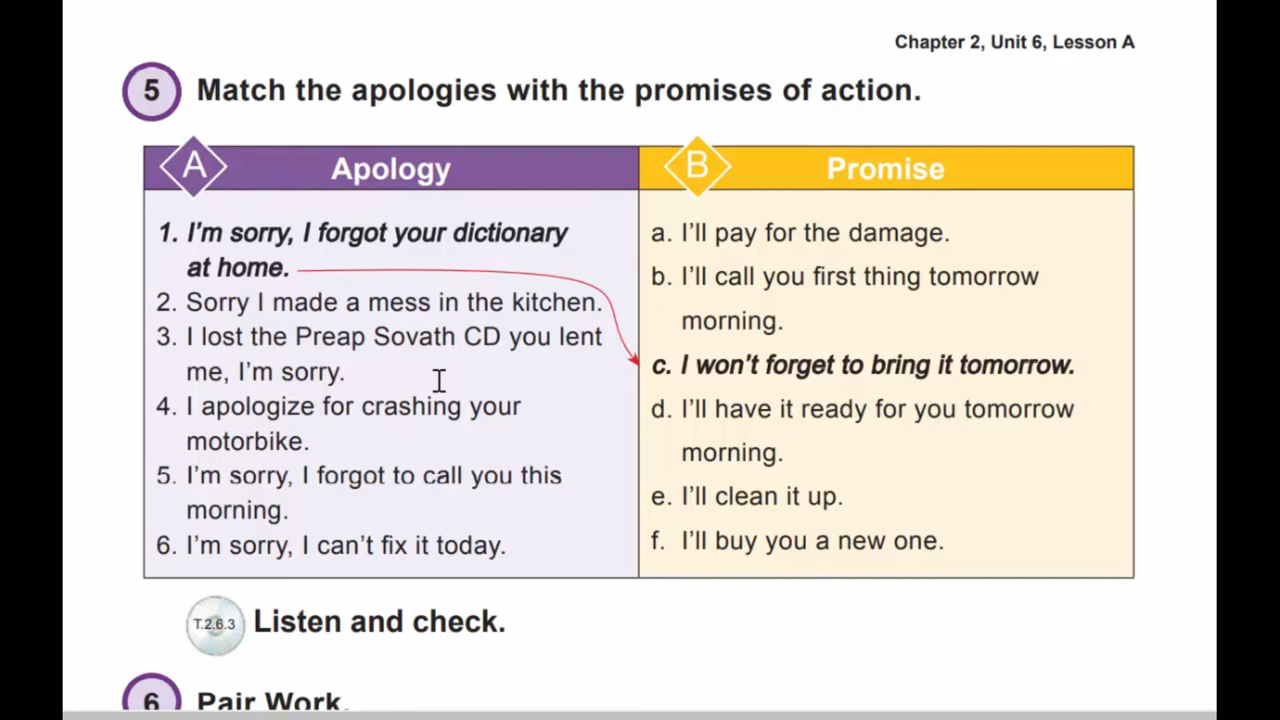 Chapter 2, Unit 6, Lesson A
5 Match the apologies with the promises of action.
A Apology
1. I'm sorry, I forgot your dictionary
at home.
2. Sorry I made a mess in the kitchen.
3. I lost the Preap Sovath CD you lent
me, I'm sorry.
4. I apologize for crashing your
motorbike.
5. I'm sorry, I forgot to call you this
morning.
6. I'm sorry, I can't fix it today.
B Promise
a. I'll pay for the damage.
b. I'll call you first thing tomorrow
morning.
c. I won't forget to bring it tomorrow.
d. I'll have it ready for you tomorrow
morning.
e. I'll clean it up.
f. I'll buy you a new one.
T.2.6.3 Listen and check.
6 Pair Work.